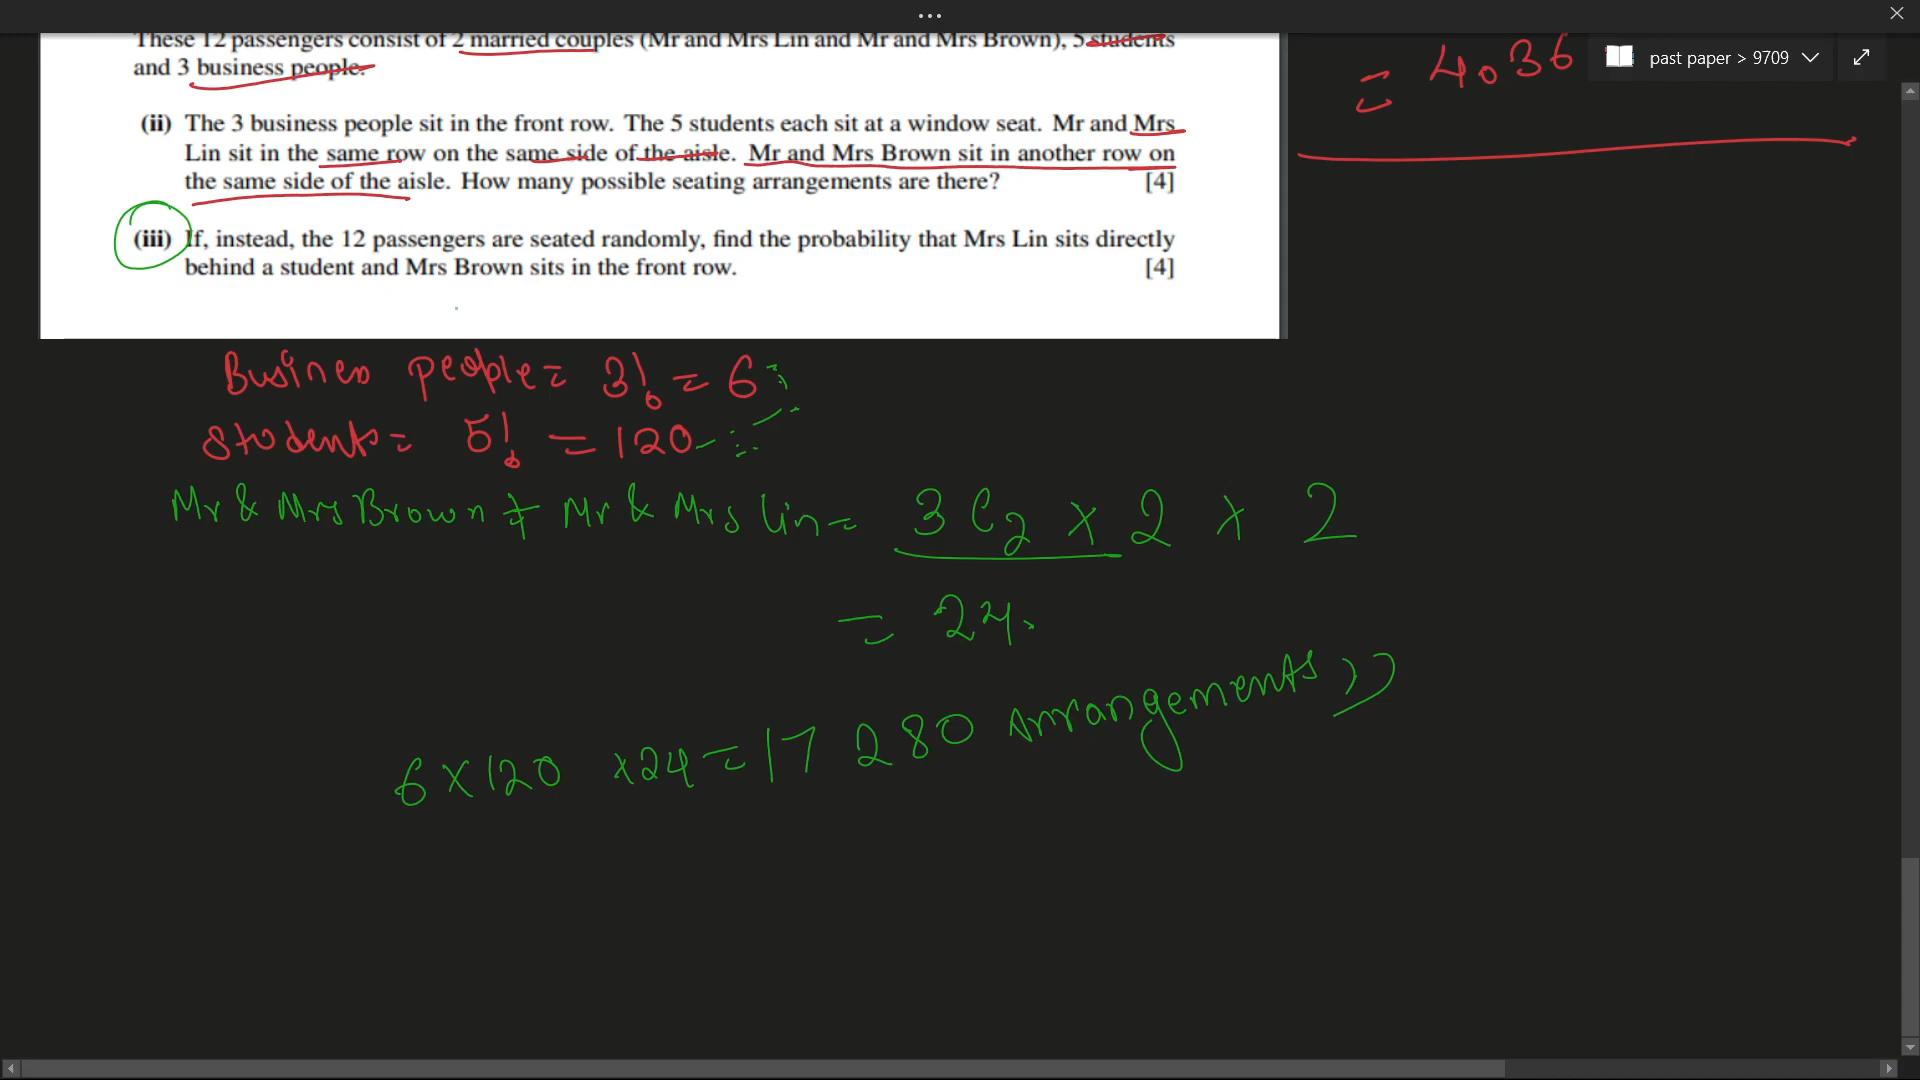 These 12 passengers consist of 2 married couples (Mr and Mrs Lin and Mr and Mrs Brown), 5 students
and 3 business people.
= 4036
past paper > 9709
(ii) The 3 business people sit in the front row. The 5 students each sit at a window seat. Mr and Mrs
Lin sit in the same row on the same side of the aisle. Mr and Mrs Brown sit in another row on
the same side of the aisle. How many possible seating arrangements are there? [4]
(iii) If, instead, the 12 passengers are seated randomly, find the probability that Mrs Lin sits directly
behind a student and Mrs Brown sits in the front row. [4]
Business people = 3! = 6
Students = 5! = 120
Mr & Mrs Brown + Mr & Mrs Lin = 3C2 × 2 × 2
= 24
6 × 120 × 24 = 17 280 Arrangements